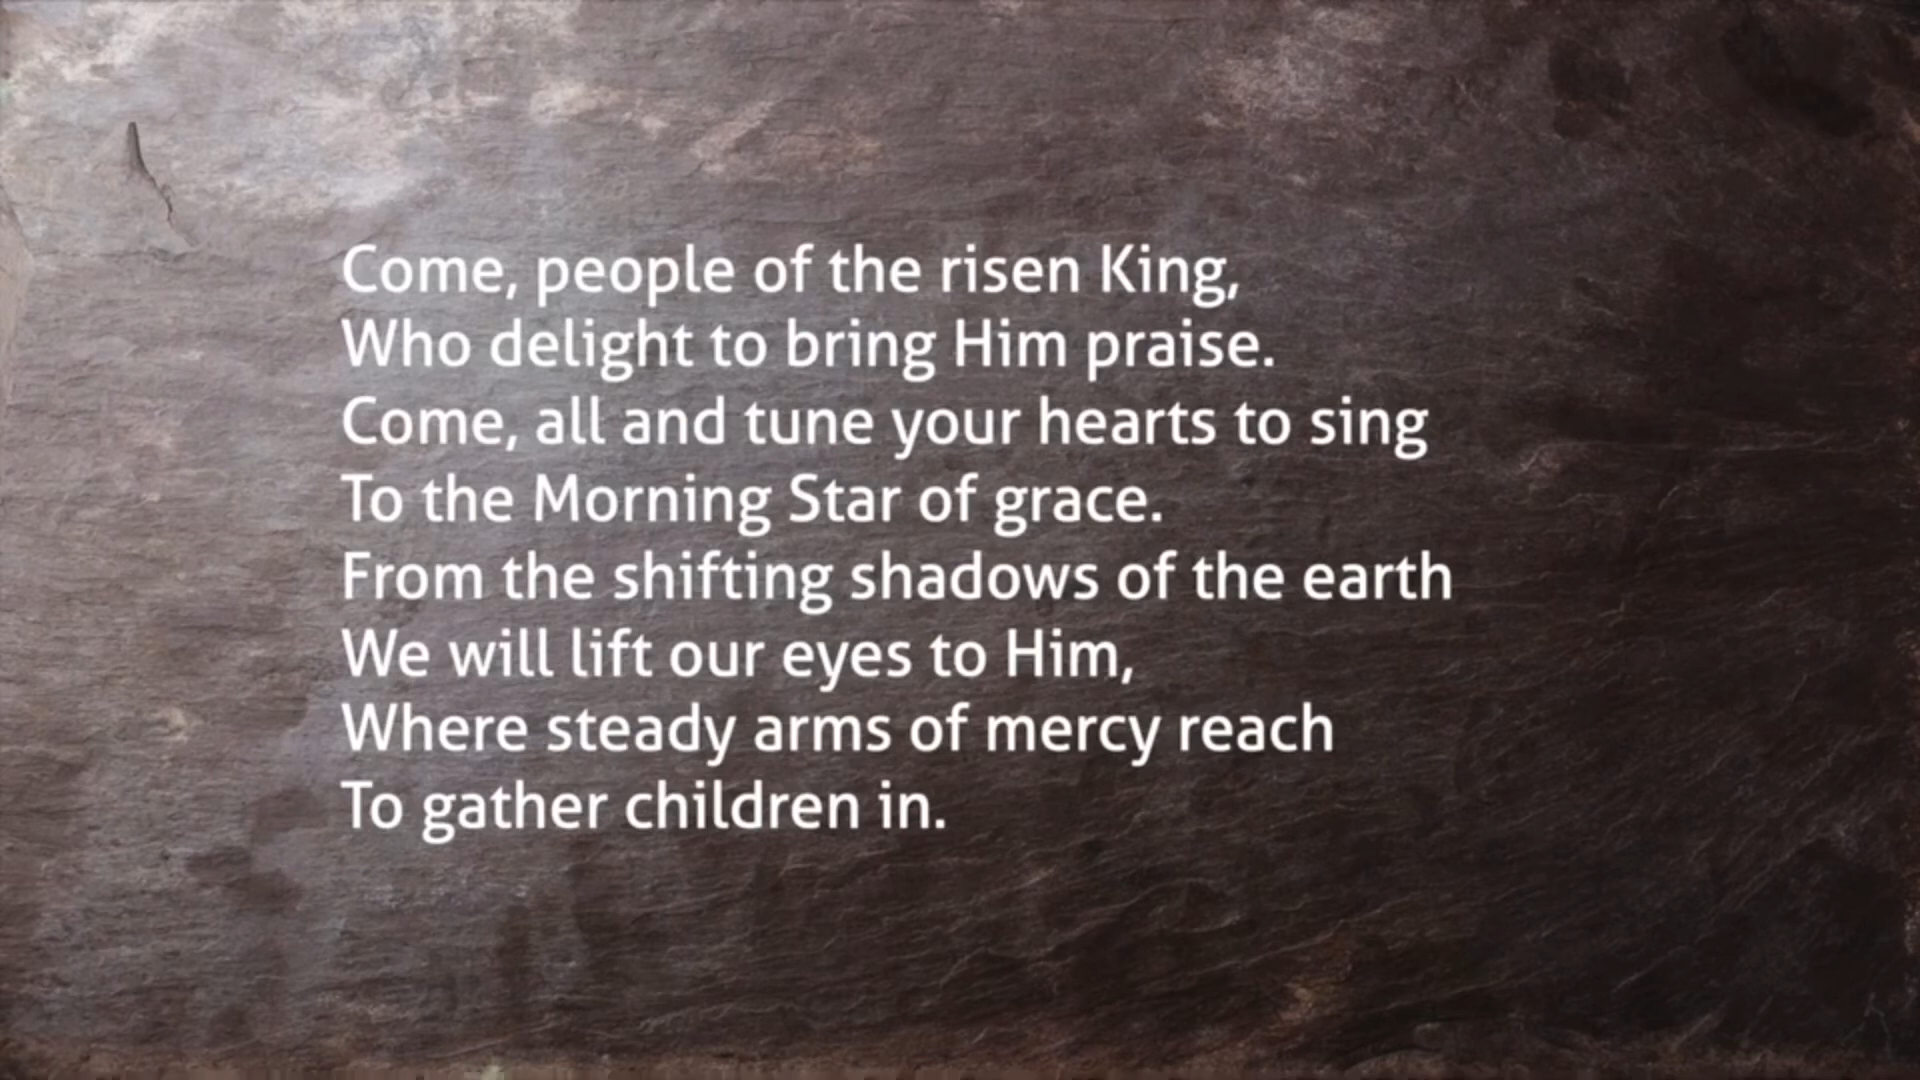 Come, people of the risen King,
Who delight to bring Him praise.
Come, all and tune your hearts to sing
To the Morning Star of grace.
From the shifting shadows of the earth
We will lift our eyes to Him,
Where steady arms of mercy reach
To gather children in.